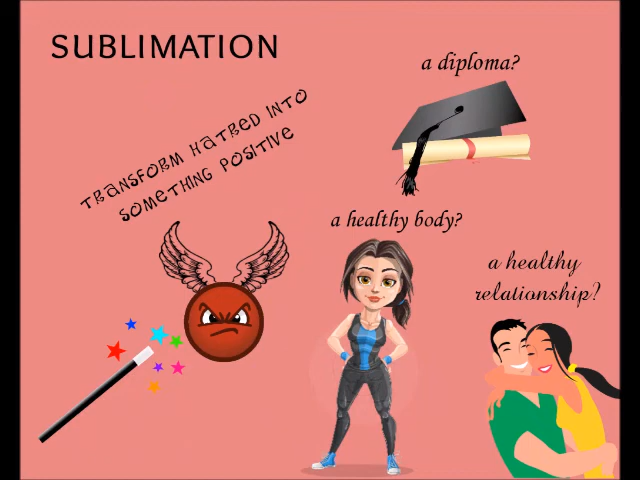 SUBLIMATION
a diploma?
TRANSFORM HATRED INTO
SOMETHING POSITIVE
a healthy body?
a healthy
relationship?